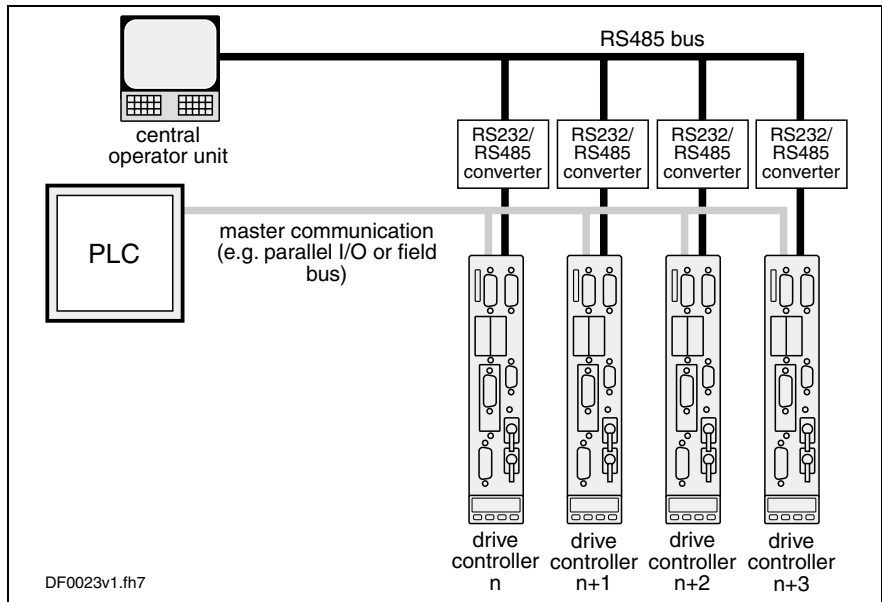 RS485 bus
central
operator unit
RS232/
RS485
converter
RS232/
RS485
converter
RS232/
RS485
converter
RS232/
RS485
converter
PLC
master communication
(e.g. parallel I/O or field
bus)
drive
controller
n
drive
controller
n+1
drive
controller
n+2
drive
controller
n+3
DF0023v1.fh7